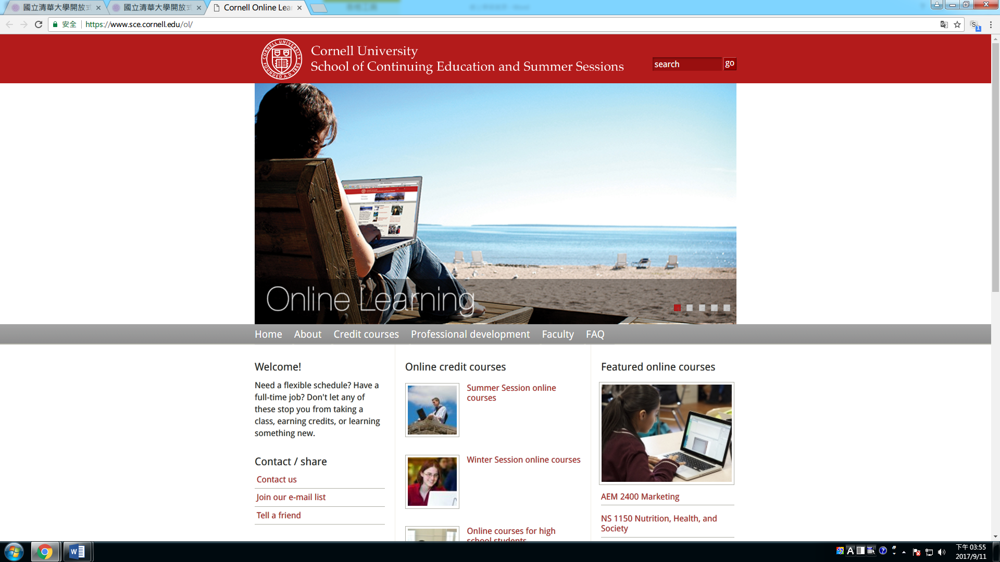 國立清華大學開放式
國立清華大學開放式
Cornell Online Lea
安全
https://www.sce.cornell.edu/ol/
CORNELL UNIVERSITY
FOUNDED A.D. 1865
Cornell University
School of Continuing Education and Summer Sessions
search
go
Online Learning
Home
About
Credit courses
Professional development
Faculty
FAQ
Welcome!
Need a flexible schedule? Have a
full-time job? Don't let any of
these stop you from taking a
class, earning credits, or learning
something new.
Contact / share
Contact us
Join our e-mail list
Tell a friend
Online credit courses
Summer Session online
courses
Winter Session online courses
Online courses for high
school students
Featured online courses
AEM 2400 Marketing
NS 1150 Nutrition, Health, and
Society
下午 03:55
2017/9/11